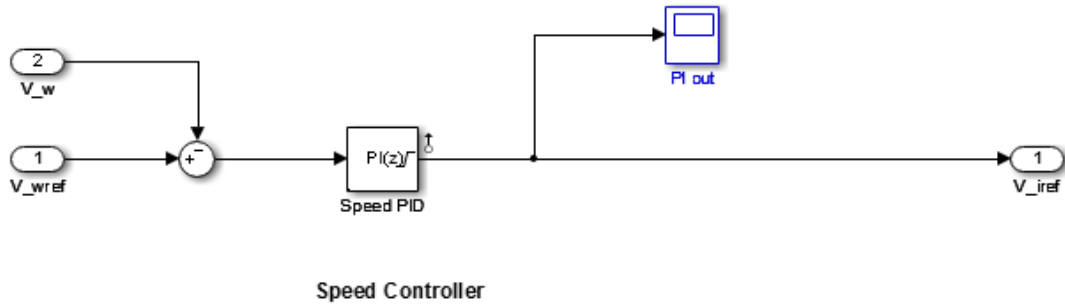 2
V_w
PI out
1
V_wref
+
−
PI(z)
Speed PID
1
V_iref
Speed Controller